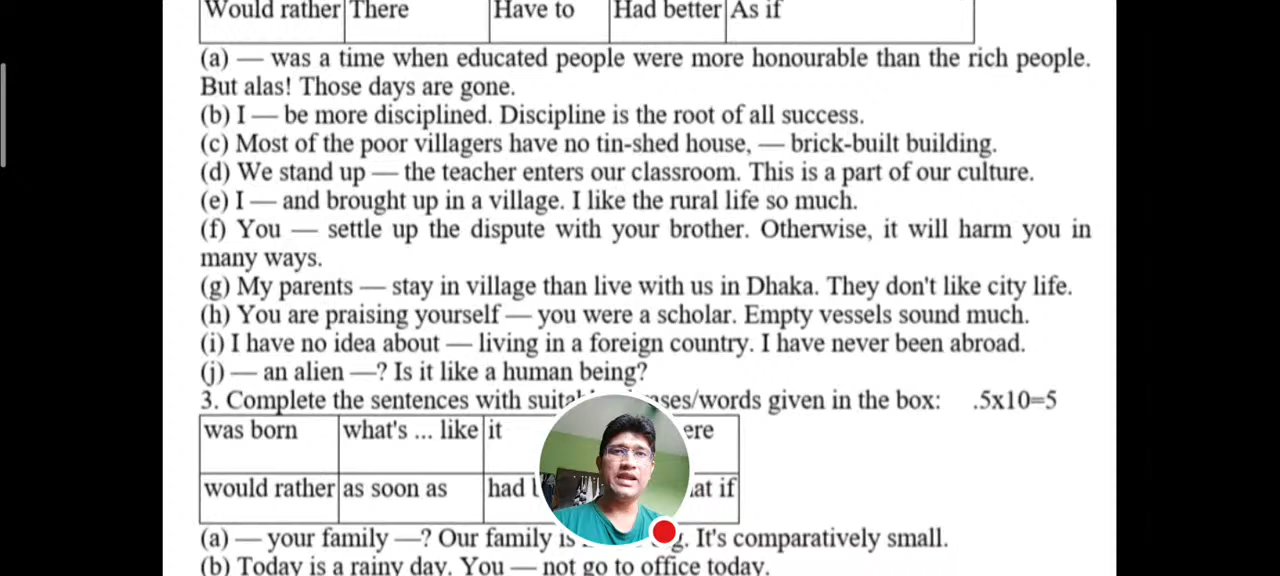 Would rather There Have to Had better As if
(a) — was a time when educated people were more honourable than the rich people.
But alas! Those days are gone.
(b) I — be more disciplined. Discipline is the root of all success.
(c) Most of the poor villagers have no tin-shed house, — brick-built building.
(d) We stand up — the teacher enters our classroom. This is a part of our culture.
(e) I — and brought up in a village. I like the rural life so much.
(f) You — settle up the dispute with your brother. Otherwise, it will harm you in
many ways.
(g) My parents — stay in village than live with us in Dhaka. They don't like city life.
(h) You are praising yourself — you were a scholar. Empty vessels sound much.
(i) I have no idea about — living in a foreign country. I have never been abroad.
(j) — an alien —? Is it like a human being?
3. Complete the sentences with given in the box: .5x10=5
was born what's ... like it
would rather as soon as had if
(a) — your family —? Our family is It's comparatively small.
(b) Today is a rainy day. You — not go to office today.